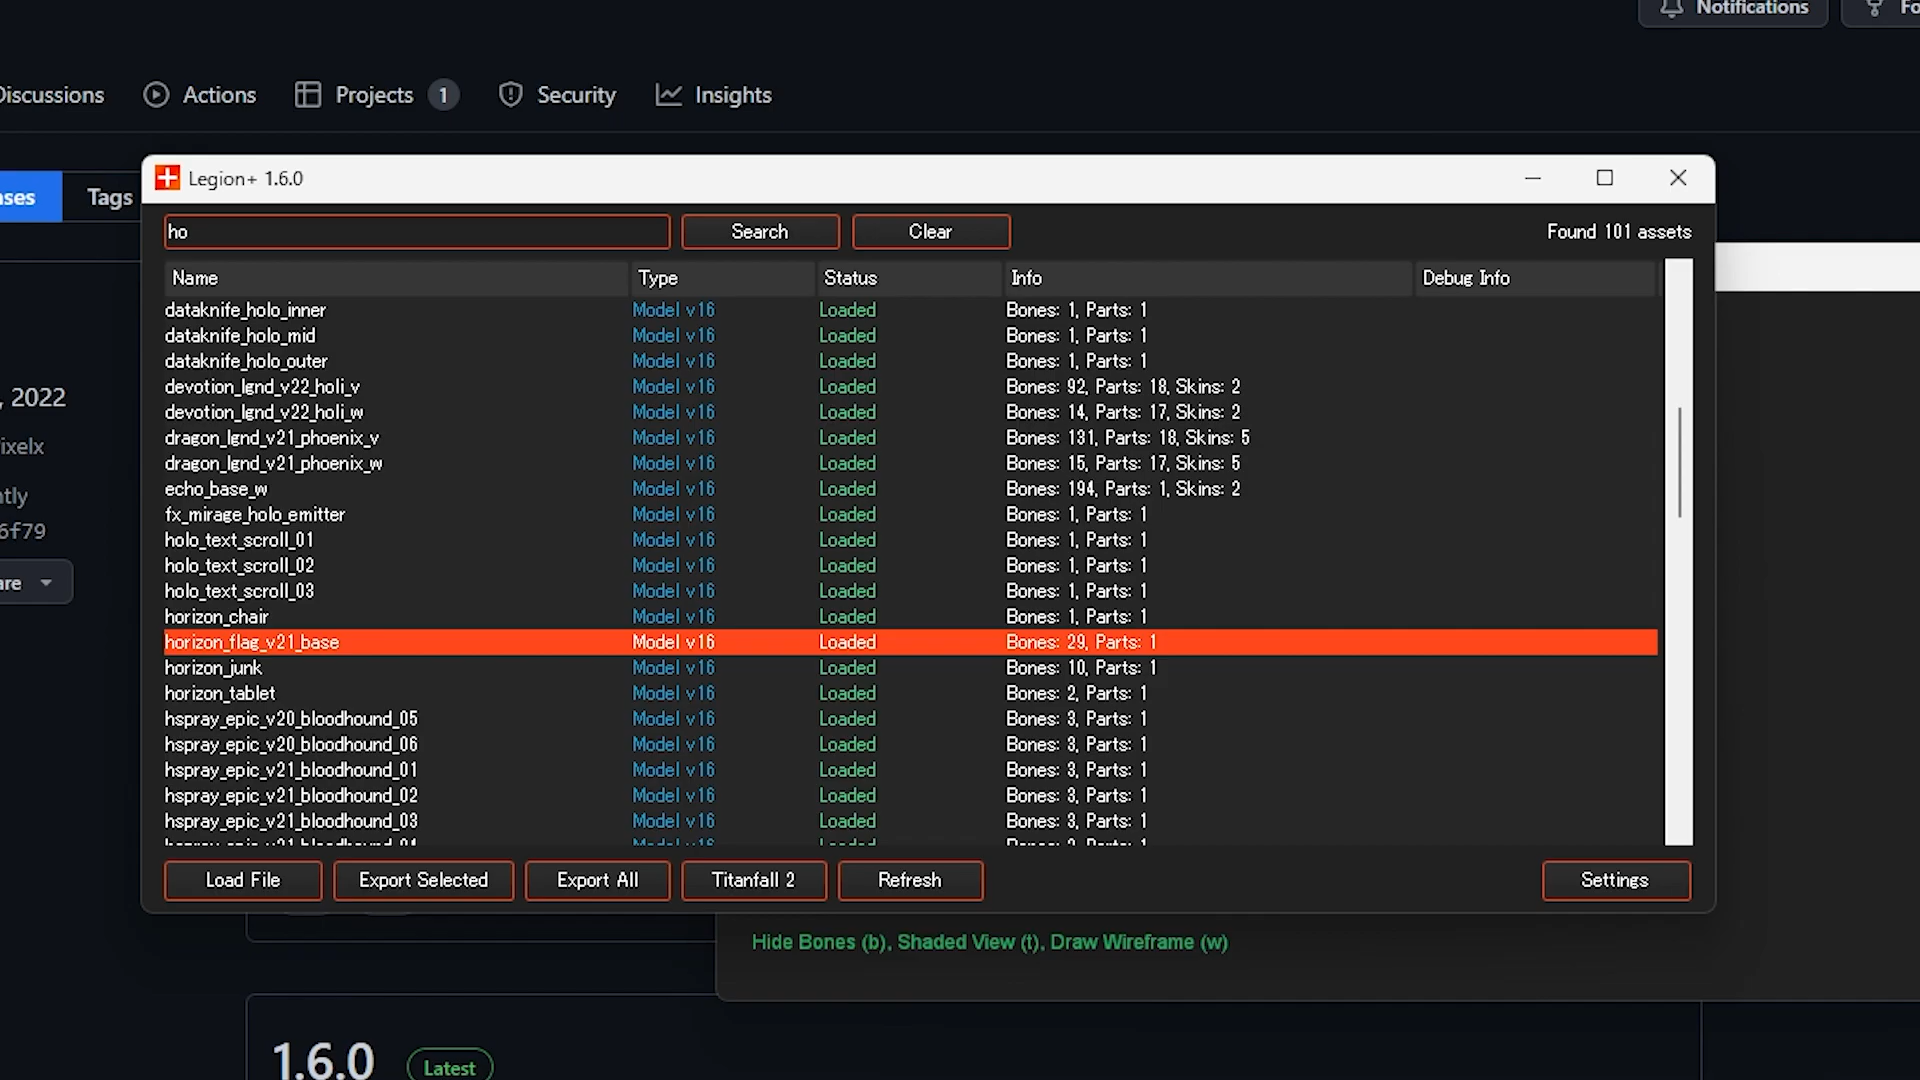 Notifications
Fo
Discussions
Actions
Projects 1
Security
Insights
ases
Tags
Legion+ 1.6.0
ho
Search
Clear
Found 101 assets
Name Type Status Info Debug Info
dataknife_holo_inner Model v16 Loaded Bones: 1, Parts: 1
dataknife_holo_mid Model v16 Loaded Bones: 1, Parts: 1
dataknife_holo_outer Model v16 Loaded Bones: 1, Parts: 1
devotion_lgnd_v22_holi_v Model v16 Loaded Bones: 92, Parts: 18, Skins: 2
devotion_lgnd_v22_holi_w Model v16 Loaded Bones: 14, Parts: 17, Skins: 2
dragon_lgnd_v21_phoenix_v Model v16 Loaded Bones: 131, Parts: 18, Skins: 5
dragon_lgnd_v21_phoenix_w Model v16 Loaded Bones: 15, Parts: 17, Skins: 5
echo_base_w Model v16 Loaded Bones: 194, Parts: 1, Skins: 2
fx_mirage_holo_emitter Model v16 Loaded Bones: 1, Parts: 1
holo_text_scroll_01 Model v16 Loaded Bones: 1, Parts: 1
holo_text_scroll_02 Model v16 Loaded Bones: 1, Parts: 1
holo_text_scroll_03 Model v16 Loaded Bones: 1, Parts: 1
horizon_chair Model v16 Loaded Bones: 1, Parts: 1
horizon_flag_v21_base Model v16 Loaded Bones: 29, Parts: 1
horizon_junk Model v16 Loaded Bones: 10, Parts: 1
horizon_tablet Model v16 Loaded Bones: 2, Parts: 1
hspray_epic_v20_bloodhound_05 Model v16 Loaded Bones: 3, Parts: 1
hspray_epic_v20_bloodhound_06 Model v16 Loaded Bones: 3, Parts: 1
hspray_epic_v21_bloodhound_01 Model v16 Loaded Bones: 3, Parts: 1
hspray_epic_v21_bloodhound_02 Model v16 Loaded Bones: 3, Parts: 1
hspray_epic_v21_bloodhound_03 Model v16 Loaded Bones: 3, Parts: 1
Load File
Export Selected
Export All
Titanfall 2
Refresh
Settings
, 2022
ixelx
ntly
6f79
are
Hide Bones (b), Shaded View (t), Draw Wireframe (w)
1.6.0
Latest